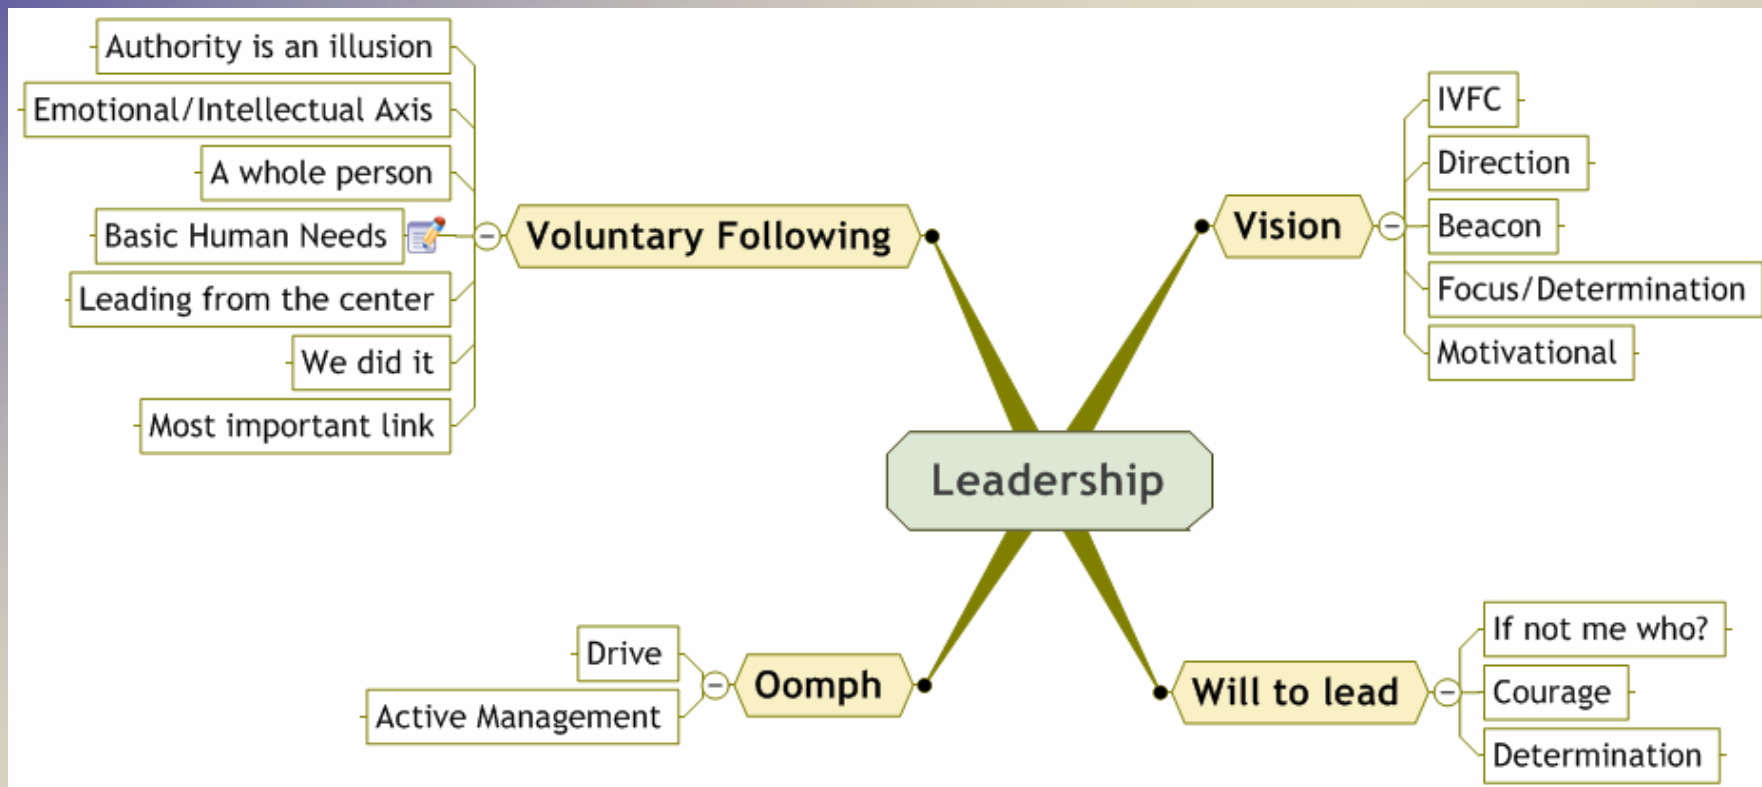 Authority is an illusion
Emotional/Intellectual Axis
A whole person
Basic Human Needs
Leading from the center
We did it
Most important link
Voluntary Following
Vision
IVFC
Direction
Beacon
Focus/Determination
Motivational
Leadership
Drive
Active Management
Oomph
Will to lead
If not me who?
Courage
Determination